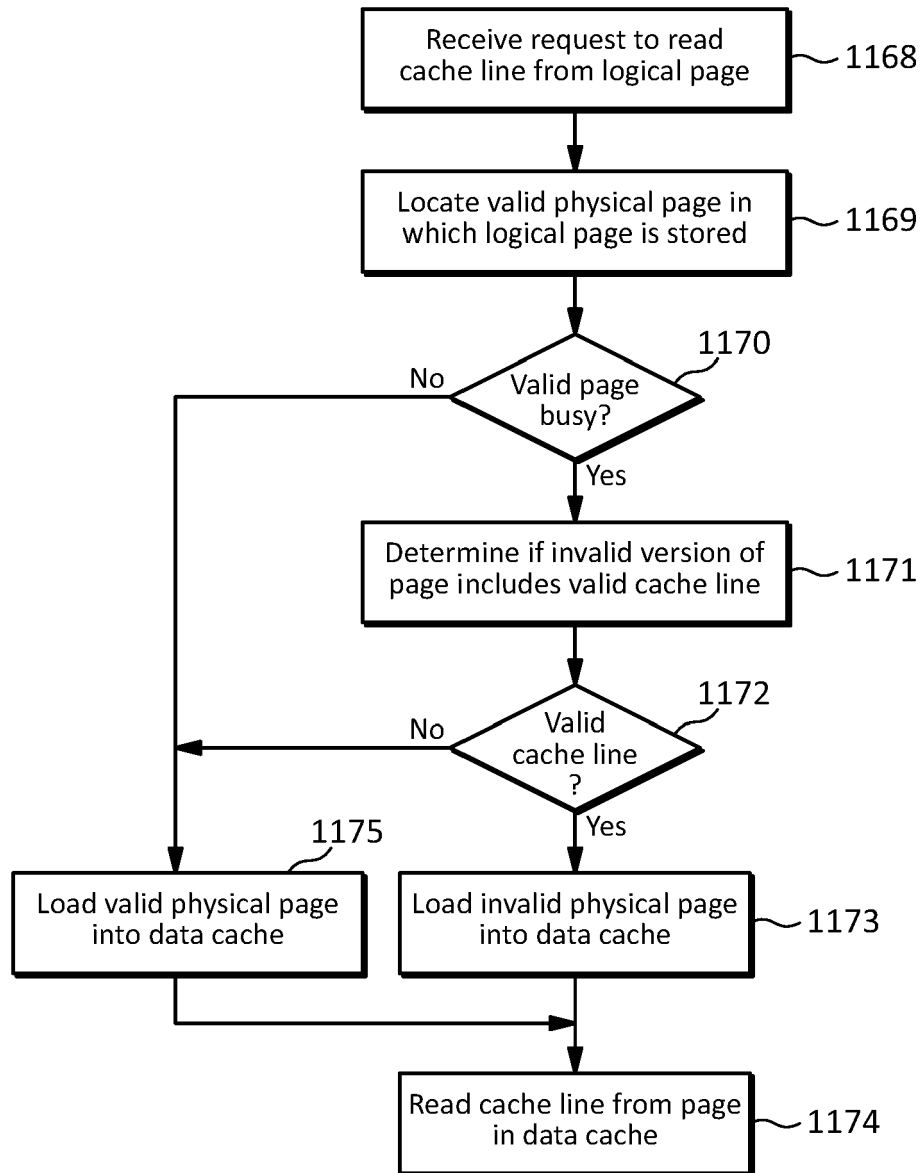 Receive request to read
cache line from logical page
1168
Locate valid physical page in
which logical page is stored
1169
1170
No
Valid page
busy?
Yes
Determine if invalid version of
page includes valid cache line
1171
1172
No
Valid
cache line
?
Yes
1175
Load valid physical page
into data cache
Load invalid physical page
into data cache
1173
Read cache line from page
in data cache
1174